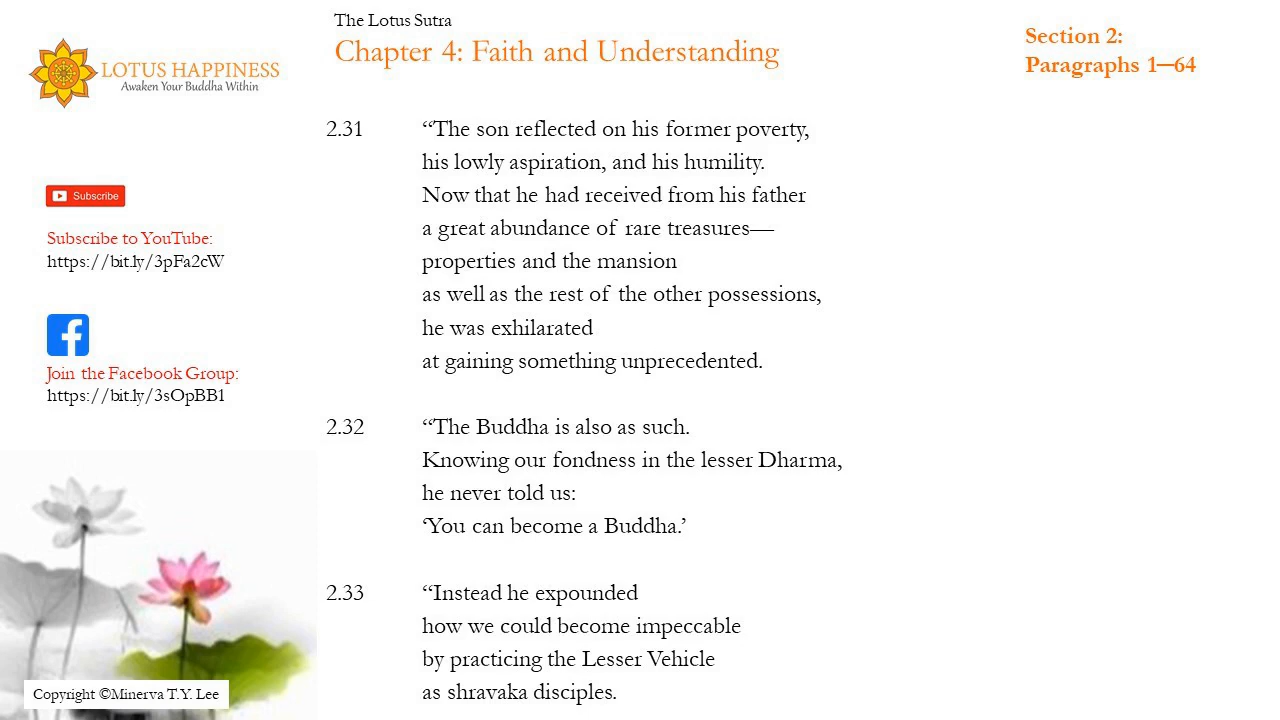 The Lotus Sutra
Chapter 4: Faith and Understanding
Section 2:
Paragraphs 1—64
LOTUS HAPPINESS
Awaken Your Buddha Within
Subscribe
Subscribe to YouTube:
https://bit.ly/3pFa2cW
Join the Facebook Group:
https://bit.ly/3sOpBB1
2.31 “The son reflected on his former poverty,
his lowly aspiration, and his humility.
Now that he had received from his father
a great abundance of rare treasures—
properties and the mansion
as well as the rest of the other possessions,
he was exhilarated
at gaining something unprecedented.
2.32 “The Buddha is also as such.
Knowing our fondness in the lesser Dharma,
he never told us:
‘You can become a Buddha.’
2.33 “Instead he expounded
how we could become impeccable
by practicing the Lesser Vehicle
as shravaka disciples.
Copyright ©Minerva T.Y. Lee